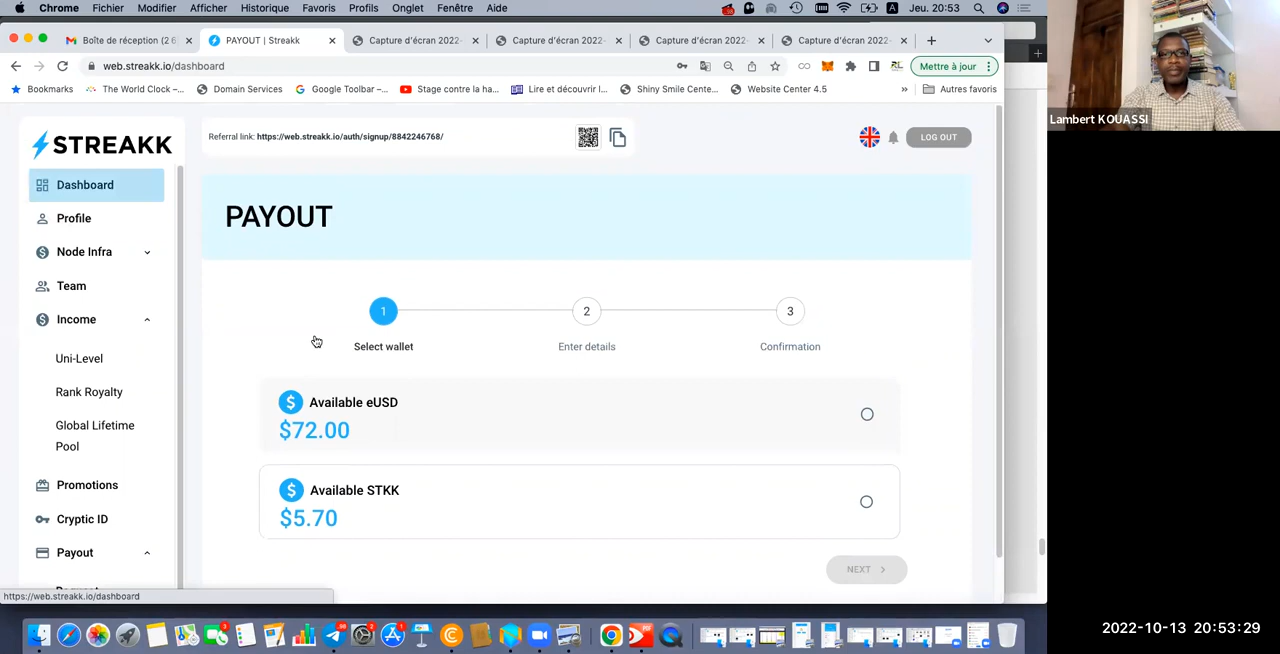 Chrome Fichier Modifier Afficher Historique Favoris Profils Onglet Fenêtre Aide
A Jeu. 20:53
Boîte de réception (2 6
PAYOUT | Streakk
Capture d'écran 2022-
Capture d'écran 2022-
Capture d'écran 2022-
Capture d'écran 2022-
web.streakk.io/dashboard
Mettre à jour
Bookmarks
The World Clock –...
Domain Services
Google Toolbar –...
Stage contre la ha...
Lire et découvrir l'...
Shiny Smile Cente...
Website Center 4.5
»
Autres favoris
STREAKK
Referral link: https://web.streakk.io/auth/signup/8842246768/
LOG OUT
Dashboard
Profile
Node Infra
Team
Income
Uni-Level
Rank Royalty
Global Lifetime
Pool
Promotions
Cryptic ID
Payout
PAYOUT
1
2
3
Select wallet
Enter details
Confirmation
$ Available eUSD
$72.00
$ Available STKK
$5.70
NEXT
https://web.streakk.io/dashboard
Lambert KOUASSI
2022-10-13 20:53:29